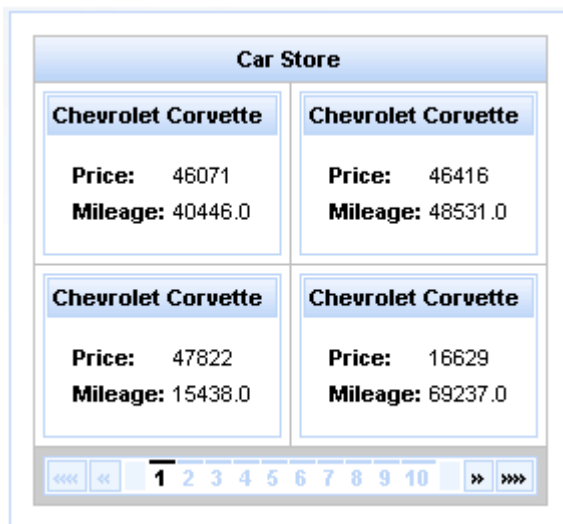 Car Store
Chevrolet Corvette Chevrolet Corvette
Price: 46071 Price: 46416
Mileage: 40446.0 Mileage: 48531.0
Chevrolet Corvette Chevrolet Corvette
Price: 47822 Price: 16629
Mileage: 15438.0 Mileage: 69237.0
«« « 1 2 3 4 5 6 7 8 9 10 » »»